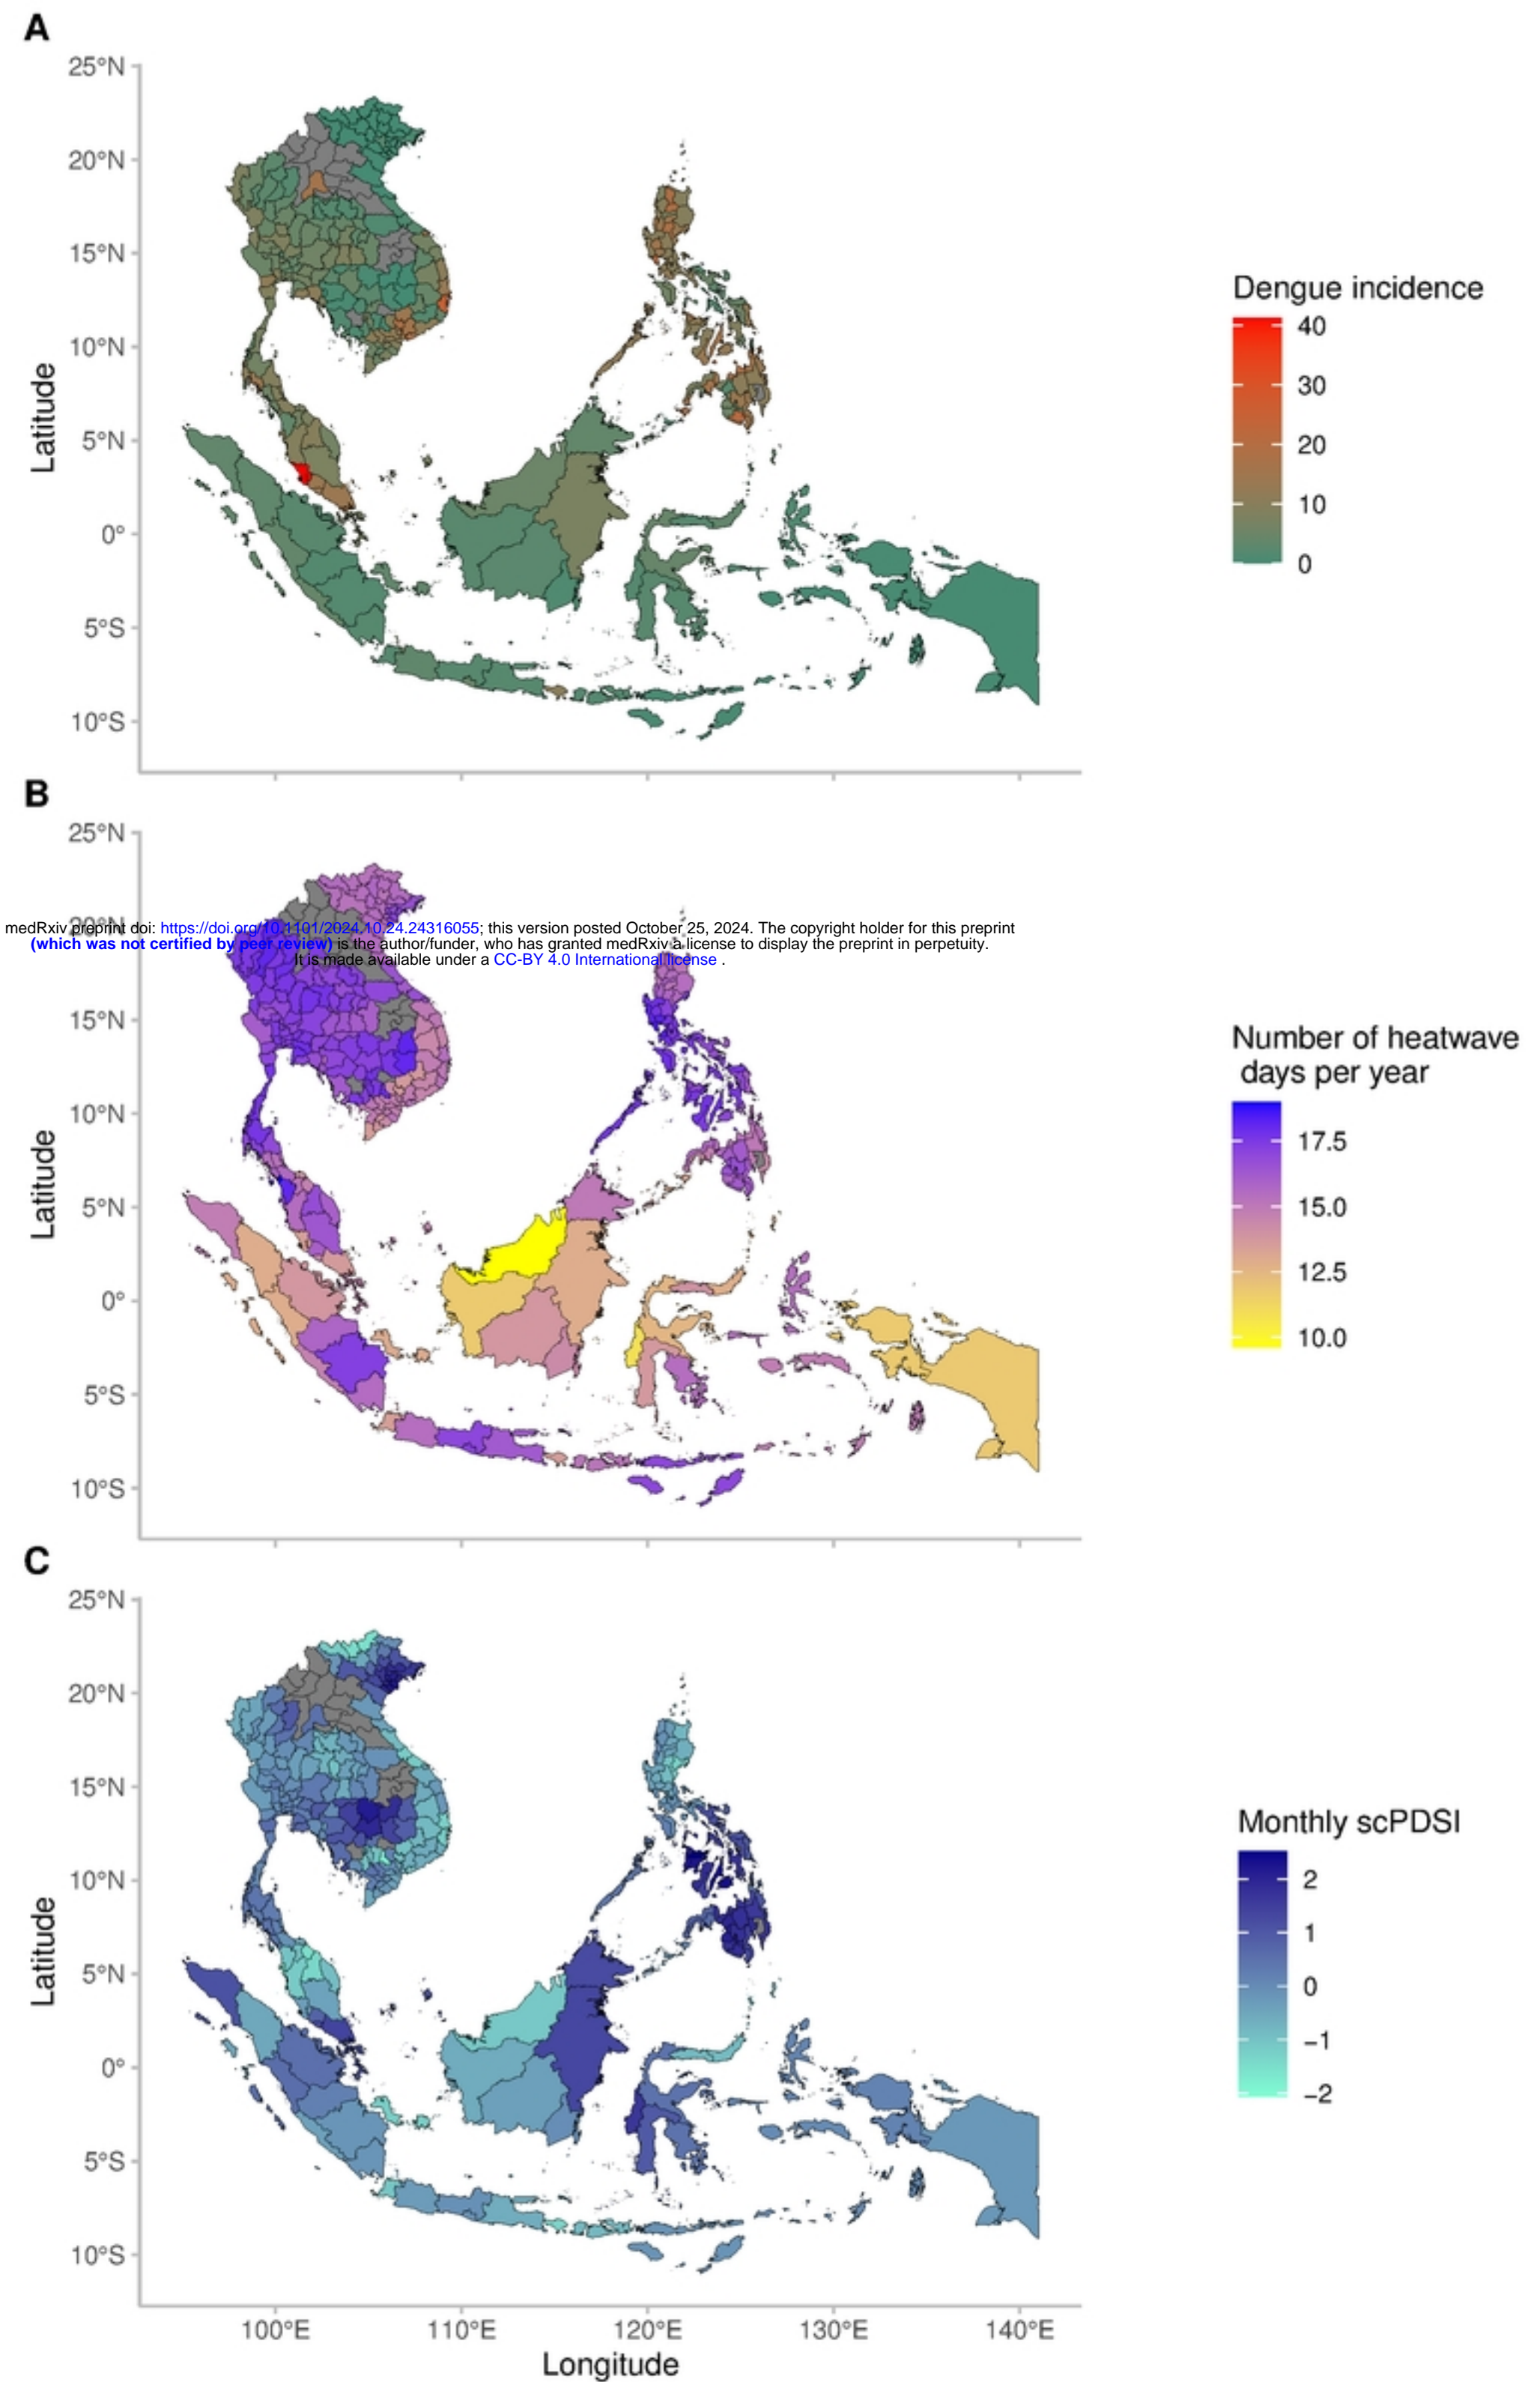 A
25°N
20°N
15°N
10°N
5°N
0°
5°S
10°S
Latitude
Dengue incidence
40
30
20
10
0
B
25°N
20°N
medRxiv preprint doi: https://doi.org/10.1101/2024.10.24.24316055; this version posted October 25, 2024. The copyright holder for this preprint
(which was not certified by peer review) is the author/funder, who has granted medRxiv a license to display the preprint in perpetuity.
It is made available under a CC-BY 4.0 International license .
15°N
10°N
5°N
0°
5°S
10°S
Latitude
Number of heatwave
days per year
17.5
15.0
12.5
10.0
C
25°N
20°N
15°N
10°N
5°N
0°
5°S
10°S
Latitude
Monthly scPDSI
2
1
0
−1
−2
100°E 110°E 120°E 130°E 140°E
Longitude